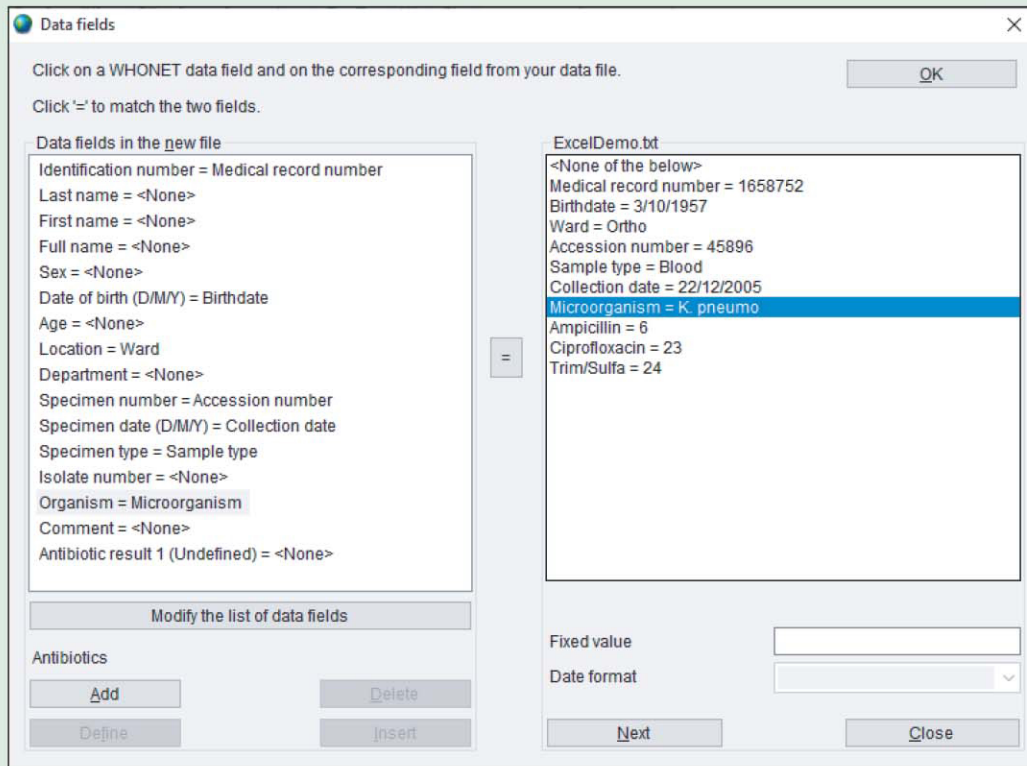 Data fields
Click on a WHONET data field and on the corresponding field from your data file.
OK
Click '=' to match the two fields.
Data fields in the new file
Identification number = Medical record number
Last name = <None>
First name = <None>
Full name = <None>
Sex = <None>
Date of birth (D/M/Y) = Birthdate
Age = <None>
Location = Ward
Department = <None>
Specimen number = Accession number
Specimen date (D/M/Y) = Collection date
Specimen type = Sample type
Isolate number = <None>
Organism = Microorganism
Comment = <None>
Antibiotic result 1 (Undefined) = <None>
Modify the list of data fields
Antibiotics
Add
Delete
Define
Insert
=
ExcelDemo.txt
<None of the below>
Medical record number = 1658752
Birthdate = 3/10/1957
Ward = Ortho
Accession number = 45896
Sample type = Blood
Collection date = 22/12/2005
Microorganism = K. pneumo
Ampicillin = 6
Ciprofloxacin = 23
Trim/Sulfa = 24
Fixed value
Date format
Next
Close